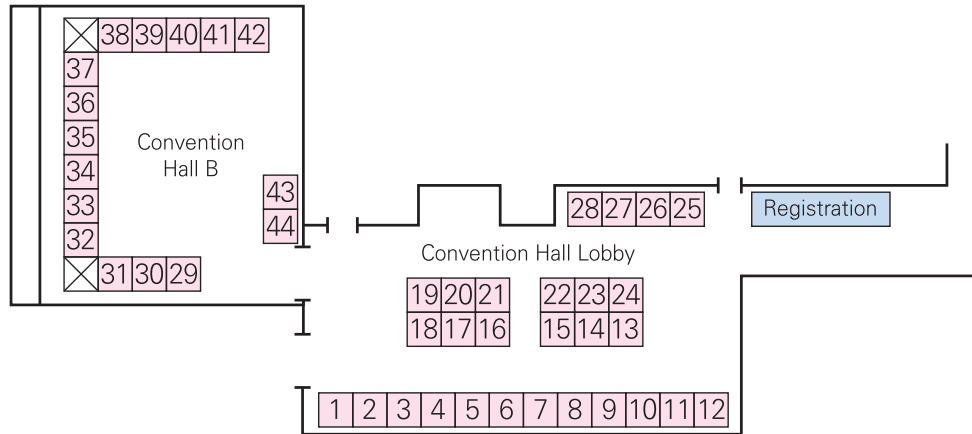 38 39 40 41 42
37
36
35
34
33
32
31 30 29
Convention
Hall B
43
44
28 27 26 25
Registration
Convention Hall Lobby
19 20 21 22 23 24
18 17 16 15 14 13
1 2 3 4 5 6 7 8 9 10 11 12